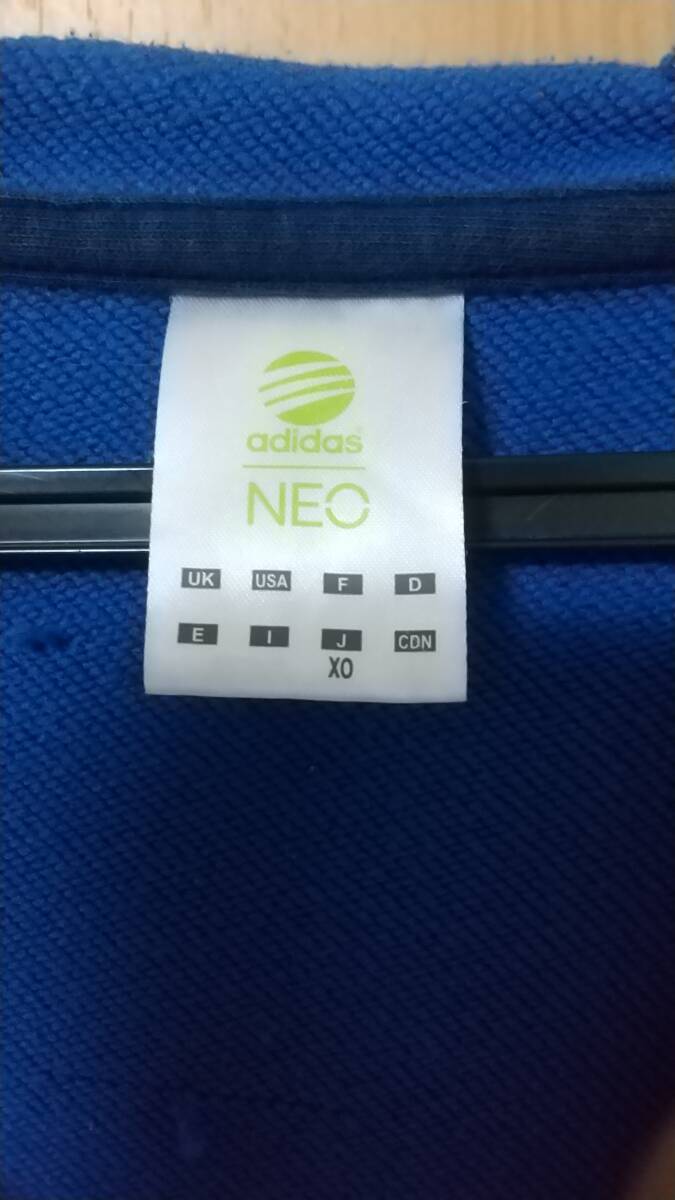 adidas
NEO
UK USA F D
E I J CDN
XO